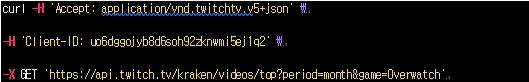 curl -H 'Accept: application/vnd.twitchtv.v5+json' \
-H 'Client-ID: uo6dggojyb8d6soh92zknwmi5ej1q2' \
-X GET 'https://api.twitch.tv/kraken/videos/top?period=month&game=Overwatch'